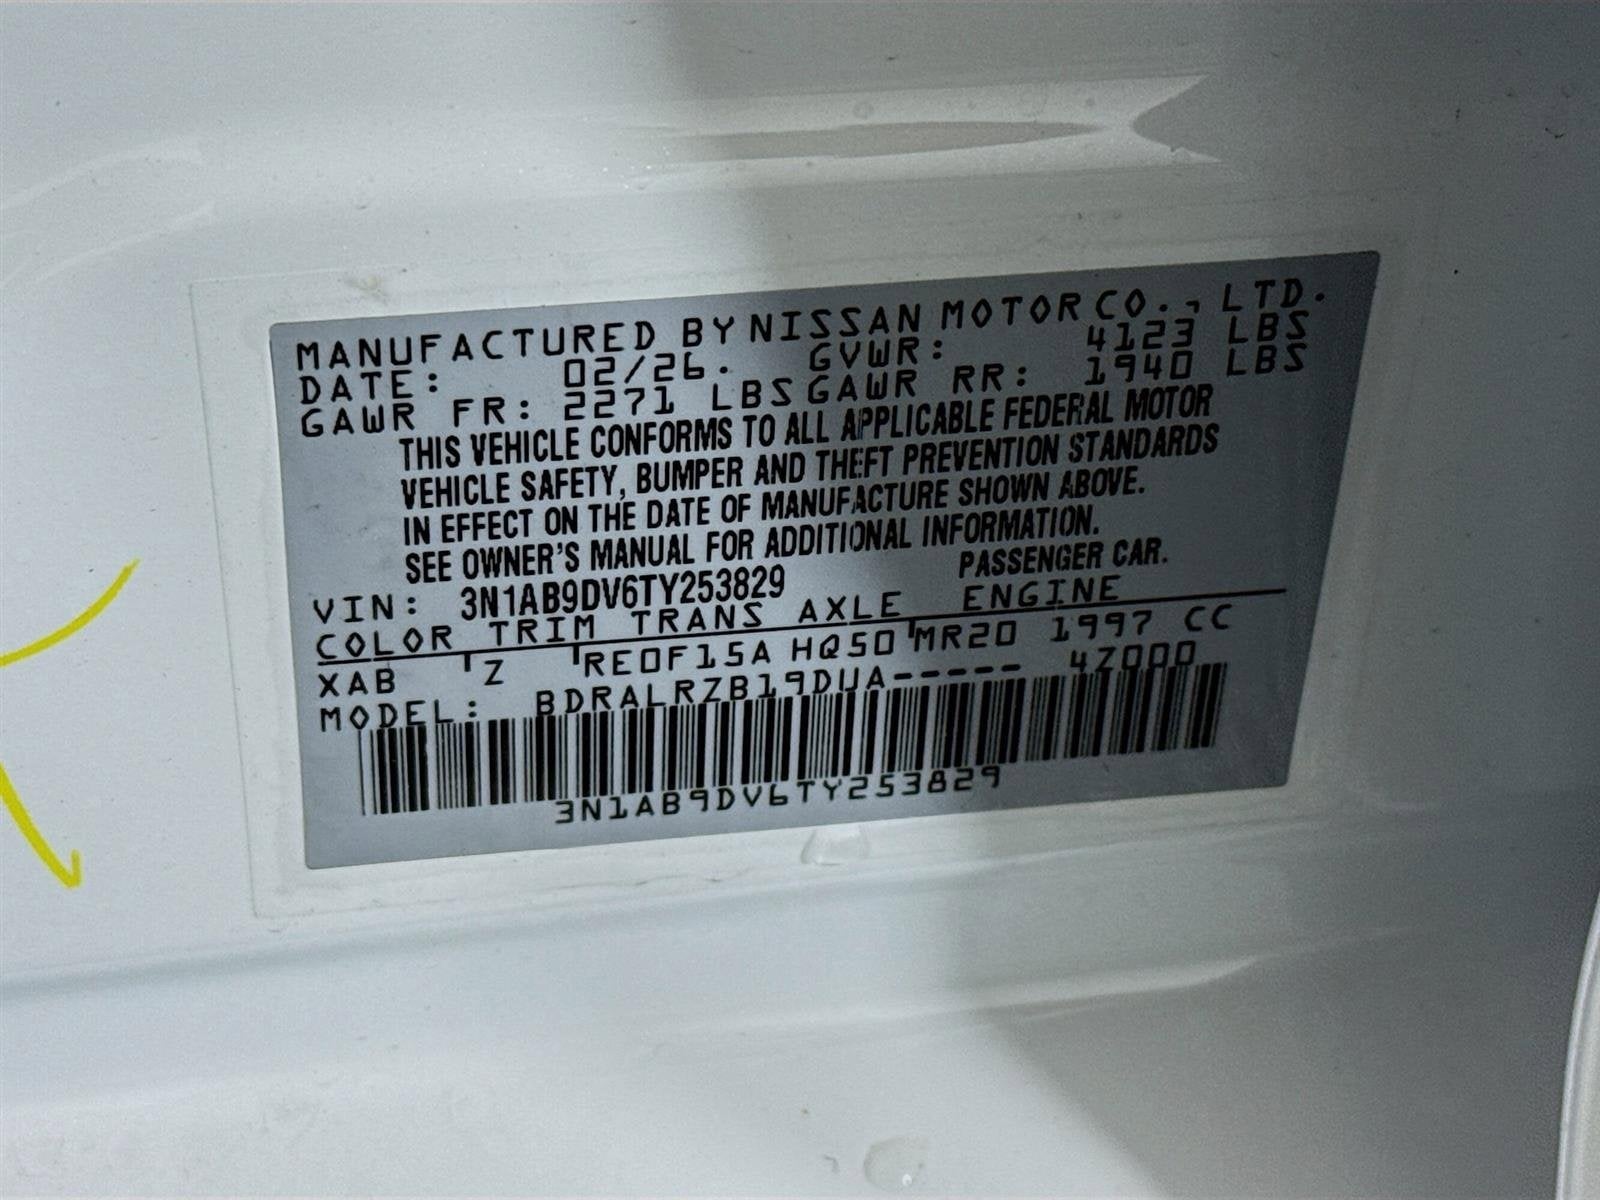 MANUFACTURED BY NISSAN MOTOR CO., LTD.
DATE: 02/26. GVWR: 4123 LBS
GAWR FR: 2271 LBS GAWR RR: 1940 LBS
THIS VEHICLE CONFORMS TO ALL APPLICABLE FEDERAL MOTOR
VEHICLE SAFETY, BUMPER AND THEFT PREVENTION STANDARDS
IN EFFECT ON THE DATE OF MANUFACTURE SHOWN ABOVE.
SEE OWNER'S MANUAL FOR ADDITIONAL INFORMATION.
VIN: 3N1AB9DV6TY253829 PASSENGER CAR.
COLOR TRIM TRANS AXLE ENGINE
XAB Z RE0F15A HQ50 MR20 1997 CC
MODEL: BDRALRZB19DUA----- 4Z000
3N1AB9DV6TY253829